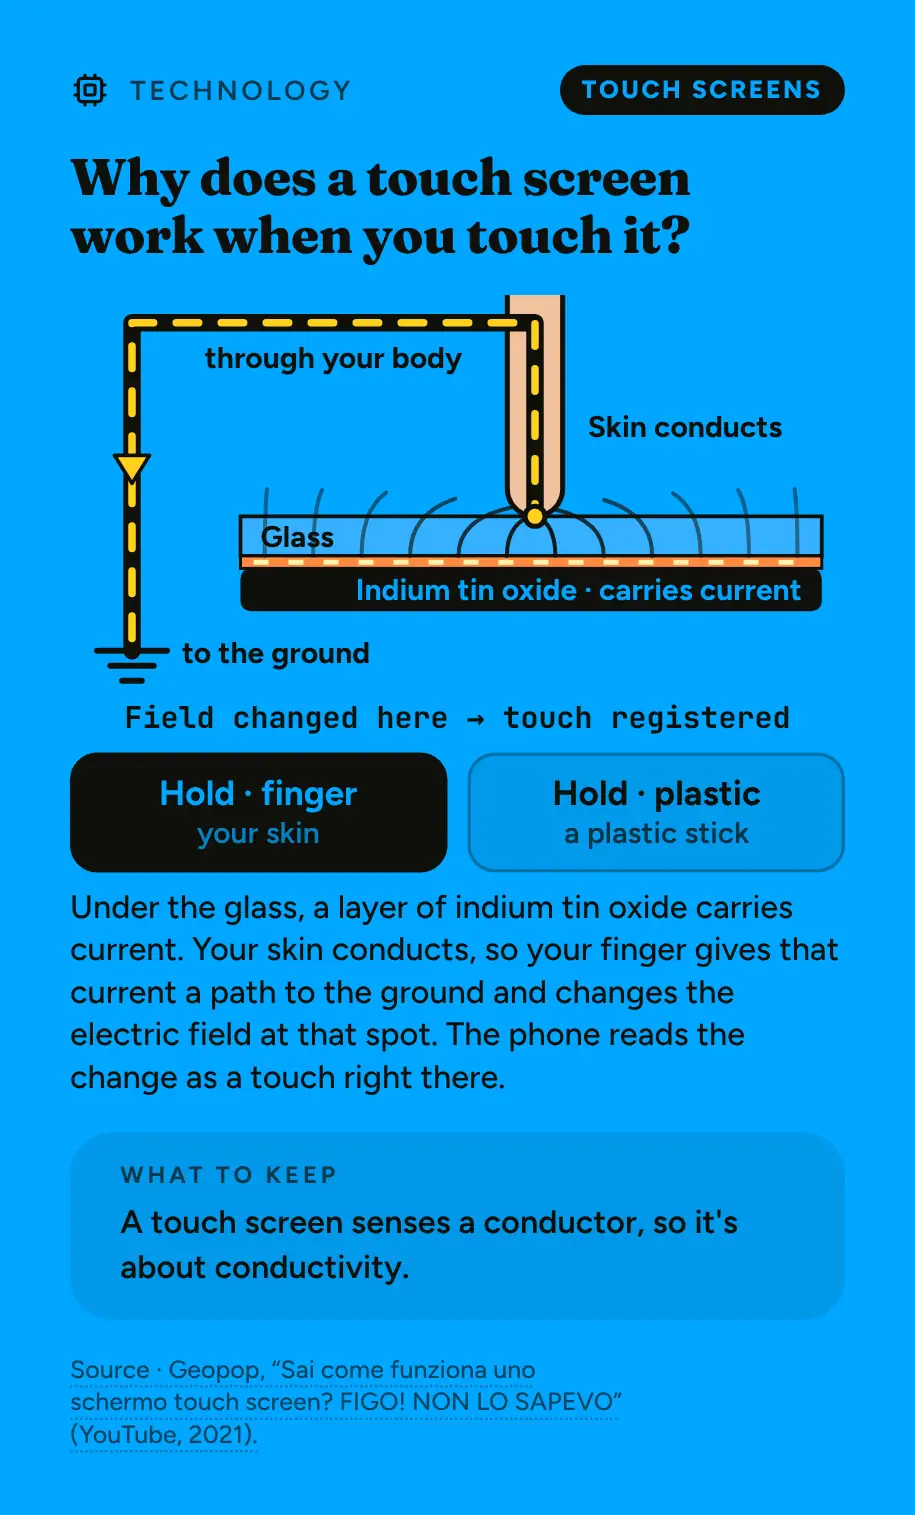 TECHNOLOGY
TOUCH SCREENS
Why does a touch screen
work when you touch it?
through your body
Skin conducts
Glass
Indium tin oxide · carries current
to the ground
Field changed here → touch registered
Hold · finger
your skin
Hold · plastic
a plastic stick
Under the glass, a layer of indium tin oxide carries
current. Your skin conducts, so your finger gives that
current a path to the ground and changes the
electric field at that spot. The phone reads the
change as a touch right there.
WHAT TO KEEP
A touch screen senses a conductor, so it's
about conductivity.
Source · Geopop, “Sai come funziona uno
schermo touch screen? FIGO! NON LO SAPEVO”
(YouTube, 2021).